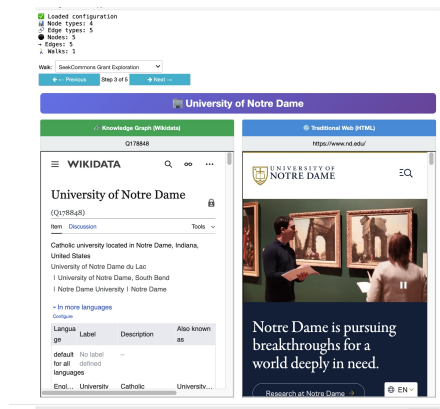 Loaded configuration
Node types: 4
Edge types: 5
Nodes: 5
Edges: 5
Walks: 1
Walk: SeekCommons Grant Exploration
← Previous Step 3 of 5 Next →
University of Notre Dame
Knowledge Graph (Wikidata)
Q178848
WIKIDATA
University of Notre Dame
(Q178848)
Item Discussion Tools
Catholic university located in Notre Dame, Indiana,
United States
University of Notre Dame du Lac
| University of Notre Dame, South Bend
| Notre Dame University | Notre Dame
In more languages
Configure
Langua
ge Label Description Also known
as
default
for all
languages No label
defined –
Engl... University Catholic University...
Traditional Web (HTML)
https://www.nd.edu/
UNIVERSITY OF
NOTRE DAME
Notre Dame is pursuing
breakthroughs for a
world deeply in need.
Research at Notre Dame
EN